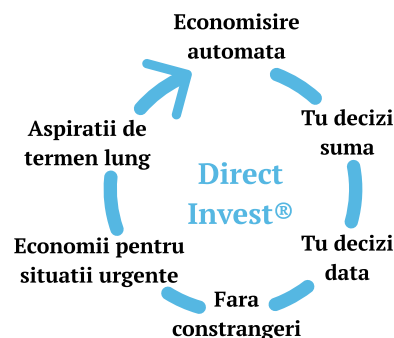 Economisire
automata
Tu decizi
suma
Tu decizi
data
Fara
constrangeri
Economii pentru
situatii urgente
Aspiratii de
termen lung
Direct
Invest®